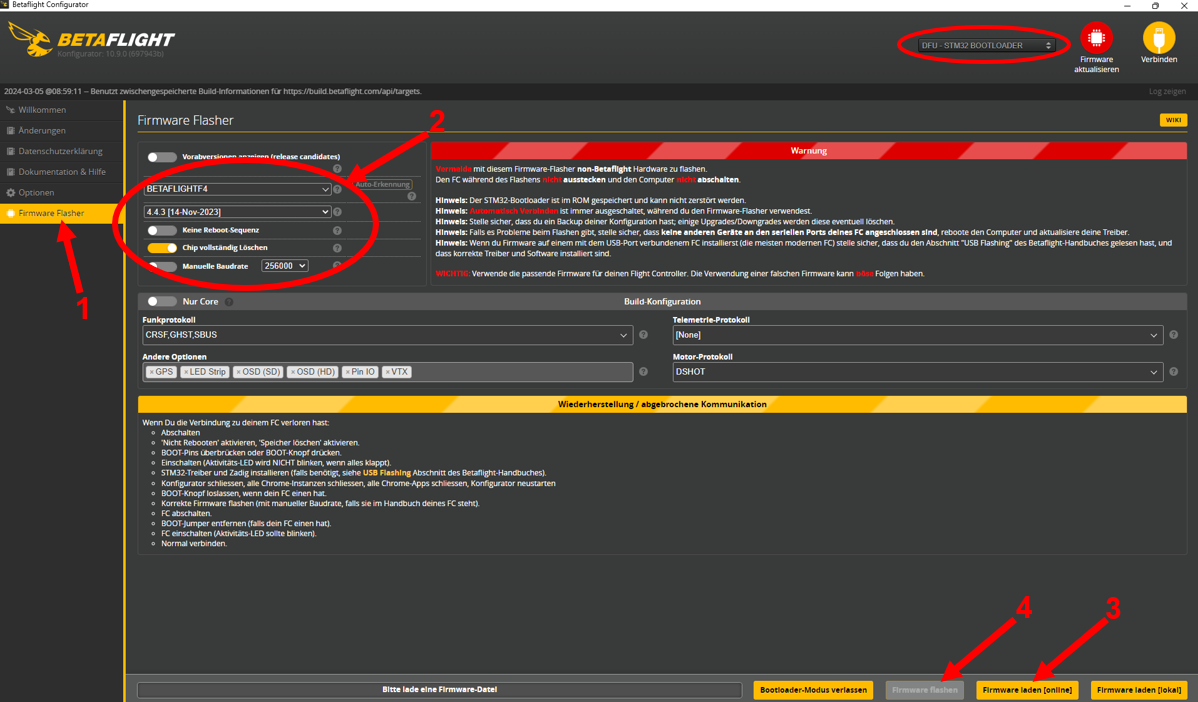 Betaflight Configurator
BETAFLIGHT
Konfigurator: 10.9.0 (697943b)
DFU - STM32 BOOTLOADER
Firmware aktualisieren
Verbinden
2024-03-05 @08:59:11 -- Benutzt zwischengespeicherte Build-Informationen für https://build.betaflight.com/api/targets.
Log zeigen
Willkommen
Änderungen
Datenschutzerklärung
Dokumentation & Hilfe
Optionen
Firmware Flasher
1
Firmware Flasher
WIKI
2
Vorabversionen anzeigen (release candidates)
BETAFLIGHTF4
Auto-Erkennung
4.4.3 [14-Nov-2023]
Keine Reboot-Sequenz
Chip vollständig Löschen
Manuelle Baudrate 256000
Warnung
Vermeide mit diesem Firmware-Flasher non-Betaflight Hardware zu flashen.
Den FC während des Flashens nicht ausstecken und den Computer nicht abschalten.
Hinweis: Der STM32-Bootloader ist im ROM gespeichert und kann nicht zerstört werden.
Hinweis: Auomatisch Verbinden ist immer ausgeschaltet, während du den Firmware-Flasher verwendest.
Hinweis: Stelle sicher, dass du ein Backup deiner Konfiguration hast; einige Upgrades/Downgrades werden diese eventuell löschen.
Hinweis: Falls es Probleme beim Flashen gibt, stelle sicher, dass keine anderen Geräte an den seriellen Ports deines FC angeschlossen sind, reboote den Computer und aktualisiere deine Treiber.
Hinweis: Wenn du Firmware auf einem mit dem USB-Port verbundenem FC installierst (die meisten modernen FC) stelle sicher, dass du den Abschnitt "USB Flashing" des Betaflight-Handbuches gelesen hast, und
dass korrekte Treiber und Software installiert sind.
WICHTIG: Verwende die passende Firmware für deinen Flight Controller. Die Verwendung einer falschen Firmware kann böse Folgen haben.
Nur Core
Build-Konfiguration
Funkprotokoll
CRSF,GHST,SBUS
Telemetrie-Protokoll
[None]
Andere Optionen
×GPS ×LED Strip ×OSD (SD) ×OSD (HD) ×Pin IO ×VTX
Motor-Protokoll
DSHOT
Wiederherstellung / abgebrochene Kommunikation
Wenn Du die Verbindung zu deinem FC verloren hast:
Abschalten
'Nicht Rebooten' aktivieren, 'Speicher löschen' aktivieren.
BOOT-Pins überbrücken oder BOOT-Knopf drücken.
Einschalten (Aktivitäts-LED wird NICHT blinken, wenn alles klappt).
STM32-Treiber und Zadig installieren (falls benötigt, siehe USB Flashing Abschnitt des Betaflight-Handbuches).
Konfigurator schliessen, alle Chrome-Instanzen schliessen, alle Chrome-Apps schliessen, Konfigurator neustarten
BOOT-Knopf loslassen, wenn dein FC einen hat.
Korrekte Firmware flashen (mit manueller Baudrate, falls sie im Handbuch deines FC steht).
FC abschalten.
BOOT-Jumper entfernen (falls dein FC einen hat).
FC einschalten (Aktivitäts-LED sollte blinken).
Normal verbinden.
4
3
Bitte lade eine Firmware-Datei
Bootloader-Modus verlassen
Firmware flashen
Firmware laden [online]
Firmware laden [lokal]